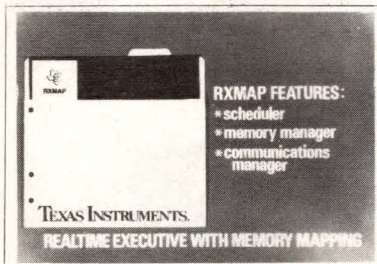 RXMAP
TEXAS INSTRUMENTS.
RXMAP FEATURES:
* scheduler
* memory manager
* communications
manager
REALTIME EXECUTIVE WITH MEMORY MAPPING